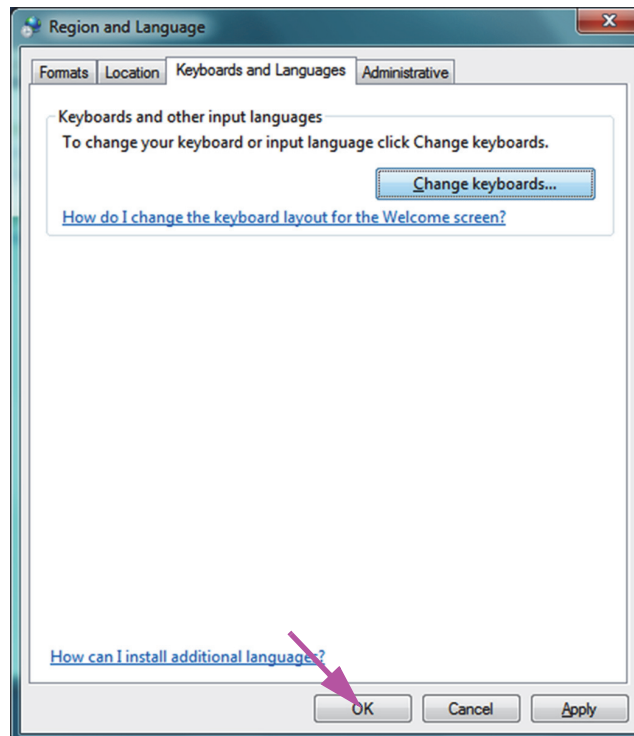 Region and Language
Formats Location Keyboards and Languages Administrative
Keyboards and other input languages
To change your keyboard or input language click Change keyboards.
Change keyboards...
How do I change the keyboard layout for the Welcome screen?
How can I install additional languages?
OK Cancel Apply